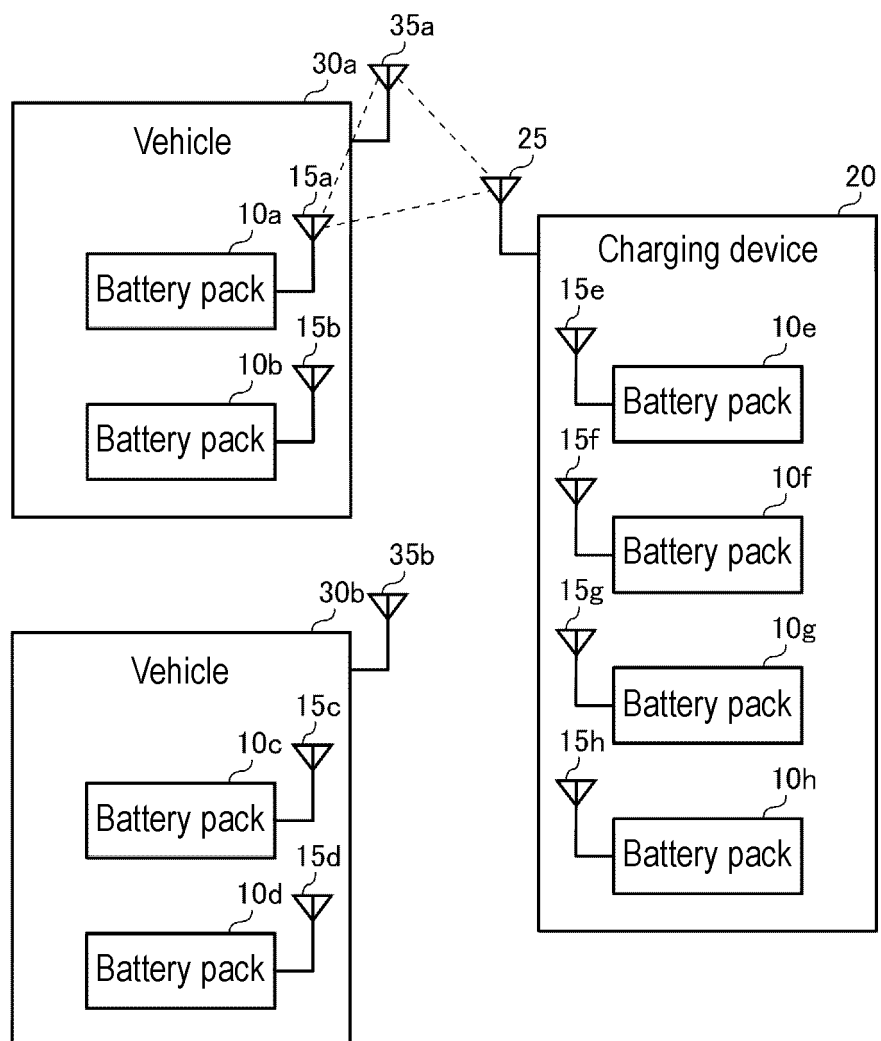 35a
30a
Vehicle
25
15a
20
10a
Charging device
Battery pack
15e
15b
10e
10b
Battery pack
Battery pack
15f
10f
Battery pack
35b
15g
30b
10g
Vehicle
Battery pack
15c
15h
10c
10h
Battery pack
Battery pack
15d
10d
Battery pack